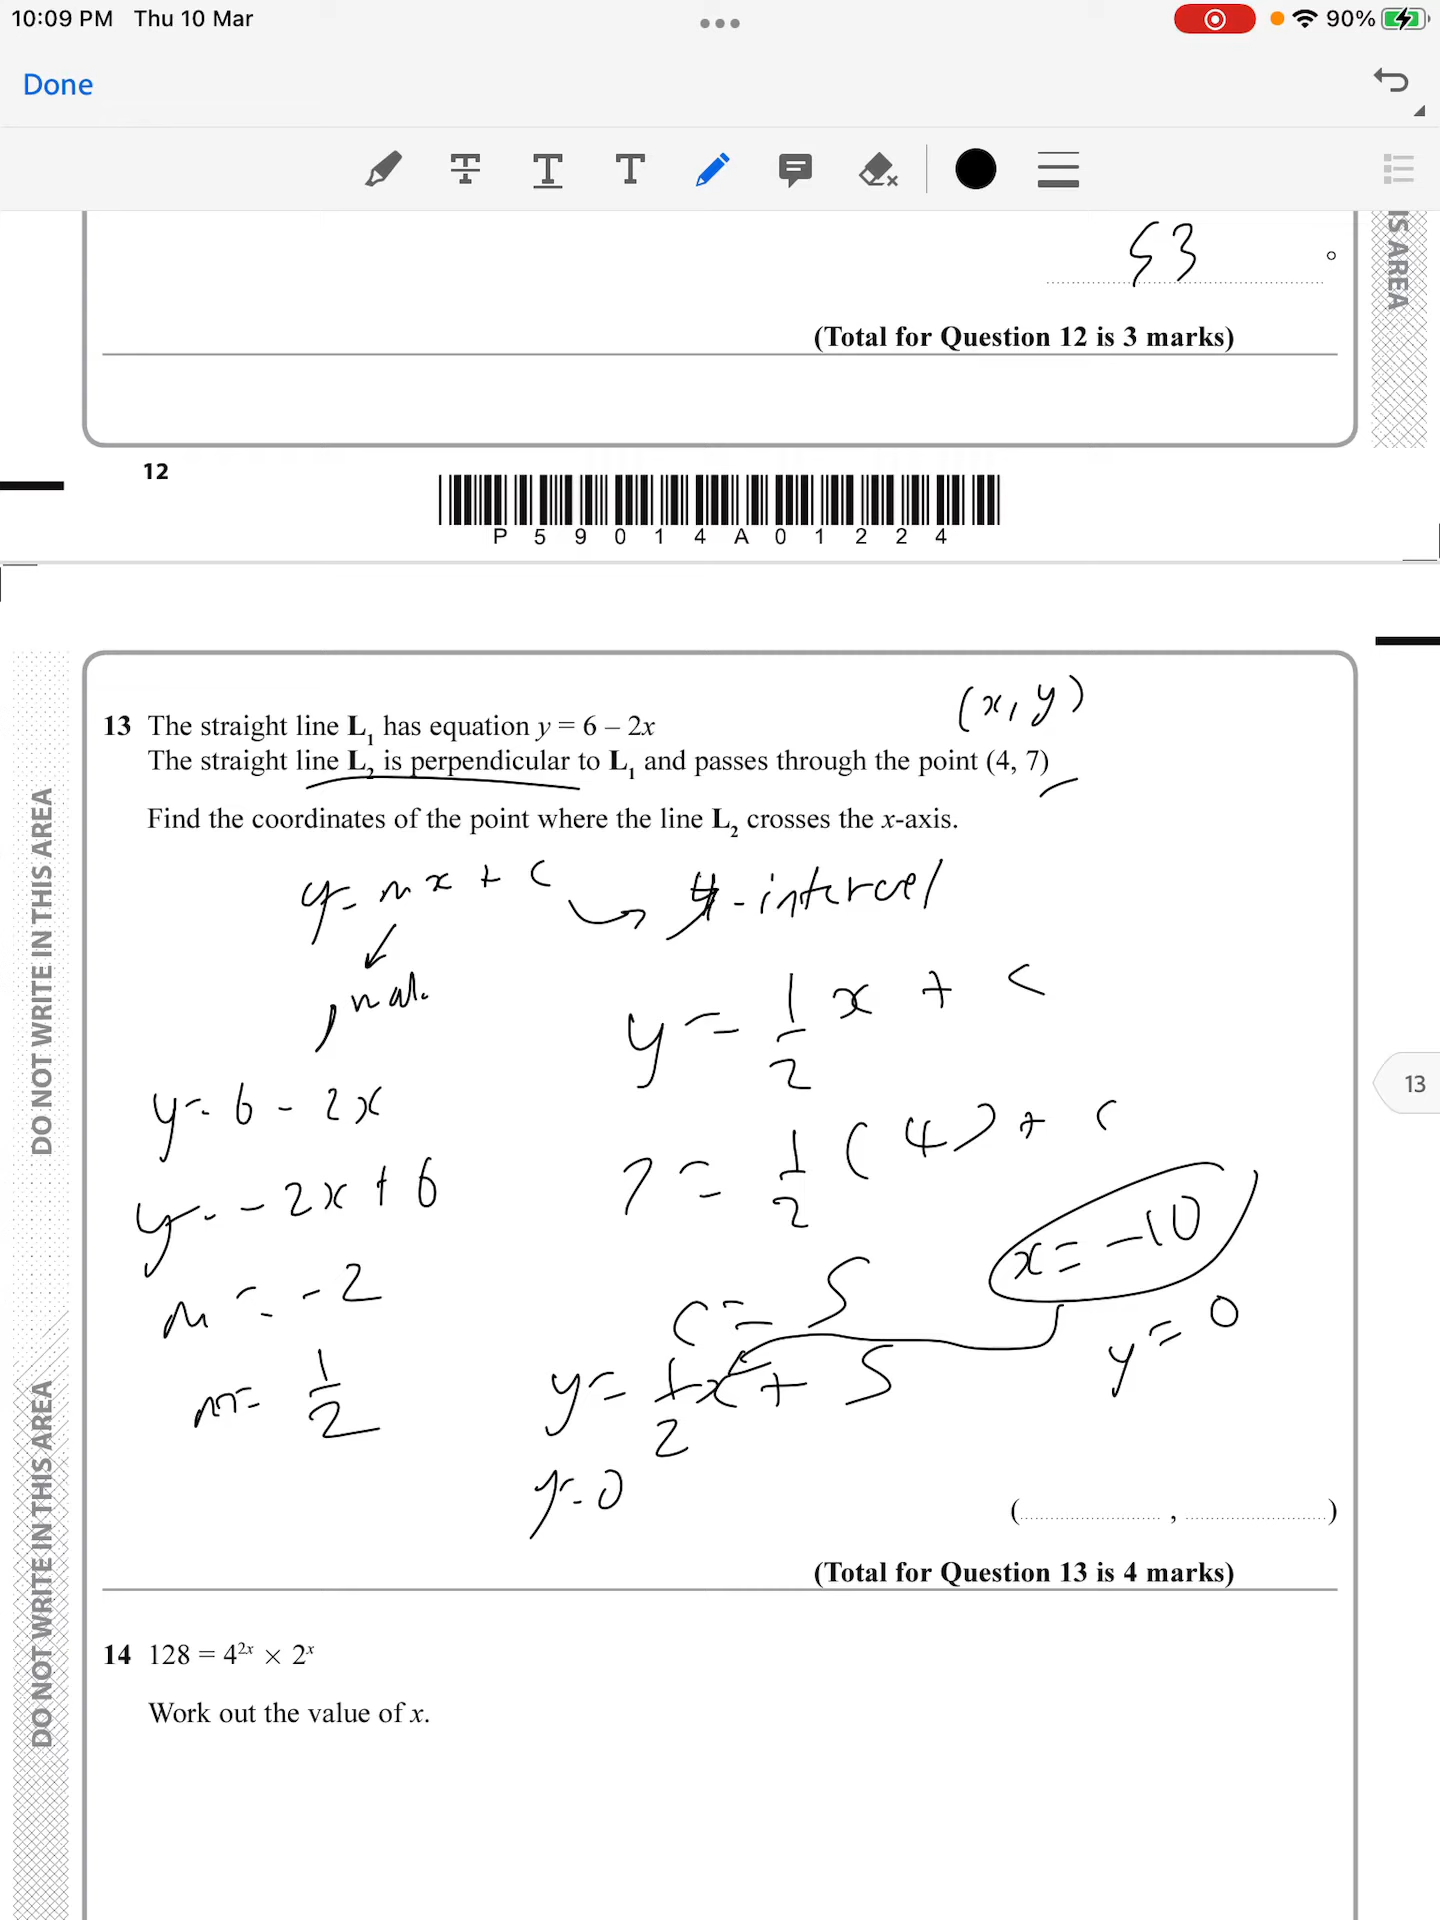 10:09 PM Thu 10 Mar
90%
Done
T T T
53 °
(Total for Question 12 is 3 marks)
IS AREA
12
P 5 9 0 1 4 A 0 1 2 2 4
(x, y)
13 The straight line L₁ has equation y = 6 – 2x
The straight line L₂ is perpendicular to L₁ and passes through the point (4, 7)
Find the coordinates of the point where the line L₂ crosses the x-axis.
y = mx + c
y = 1/2 x + c
y = 6 - 2x
7 = 1/2 (4) + c
y = -2x + 6
x = -10
m = -2
c = 5
y = 0
m = 1/2
y = 1/2 x + 5
y = 0
( , )
(Total for Question 13 is 4 marks)
14 128 = 4²ˣ × 2ˣ
Work out the value of x.
13
DO NOT WRITE IN THIS AREA
DO NOT WRITE IN THIS AREA